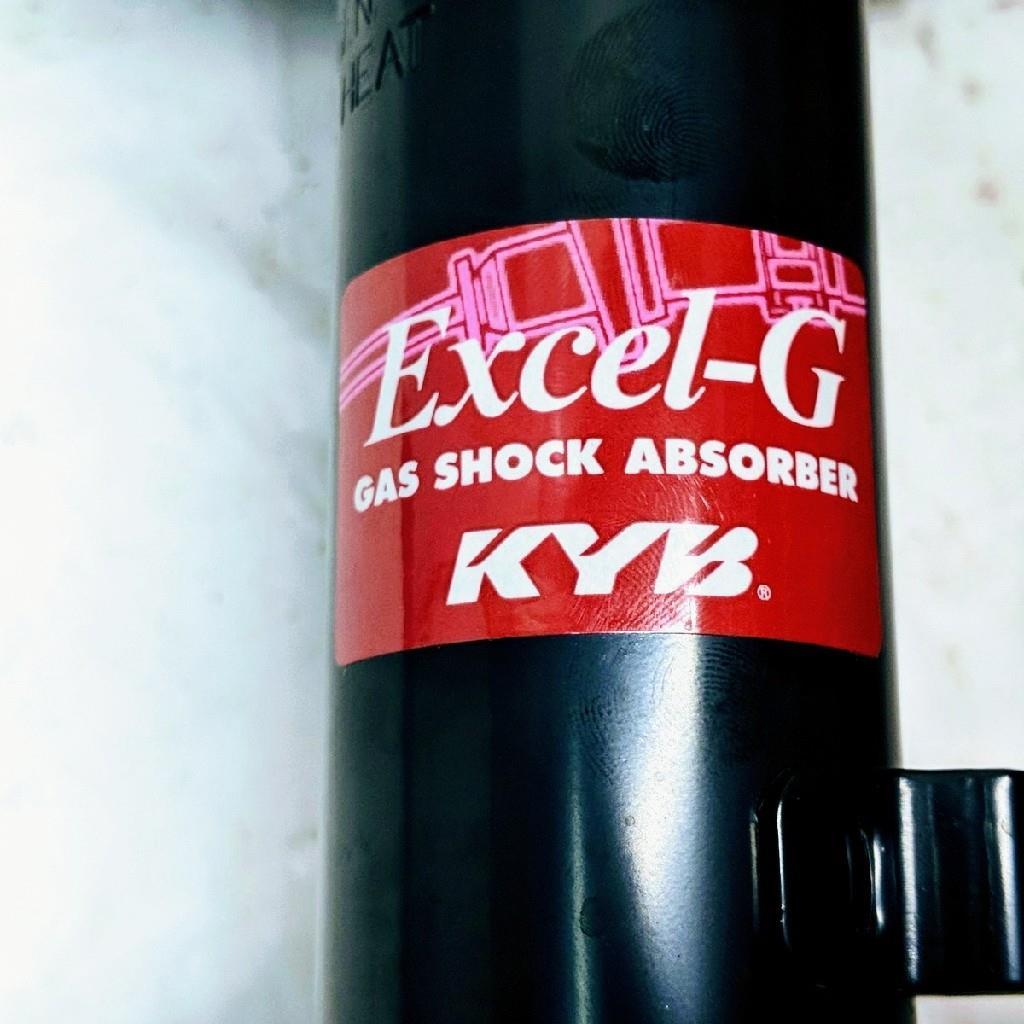 HEAT
Excel-G
GAS SHOCK ABSORBER
KYB®